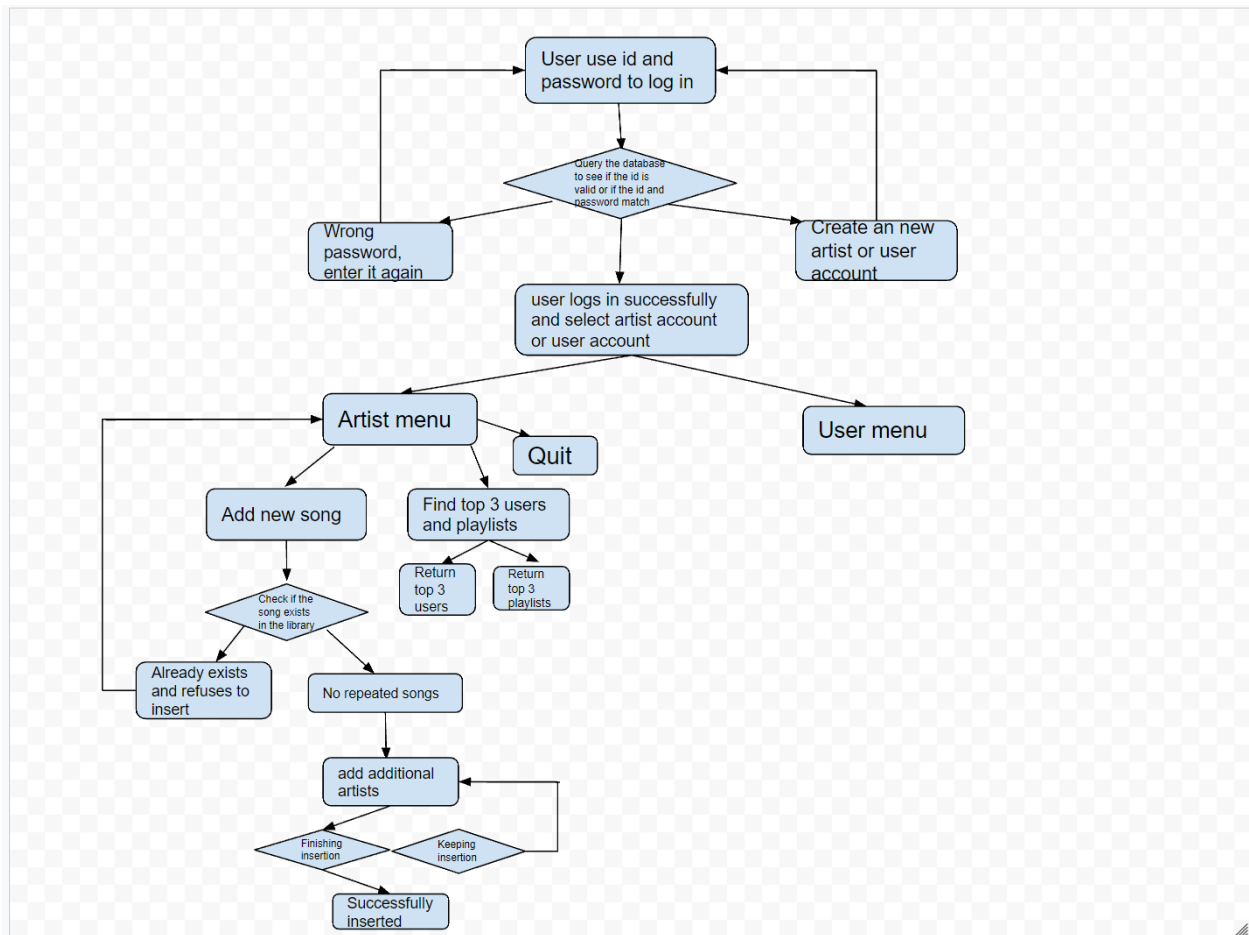 User use id and
password to log in
Query the database
to see if the id is
valid or if the id and
password match
Wrong
password,
enter it again
Create an new
artist or user
account
user logs in successfully
and select artist account
or user account
Artist menu
User menu
Quit
Add new song
Find top 3 users
and playlists
Return
top 3
users
Return
top 3
playlists
Check if the
song exists
in the library
Already exists
and refuses to
insert
No repeated songs
add additional
artists
Finishing
insertion
Keeping
insertion
Successfully
inserted